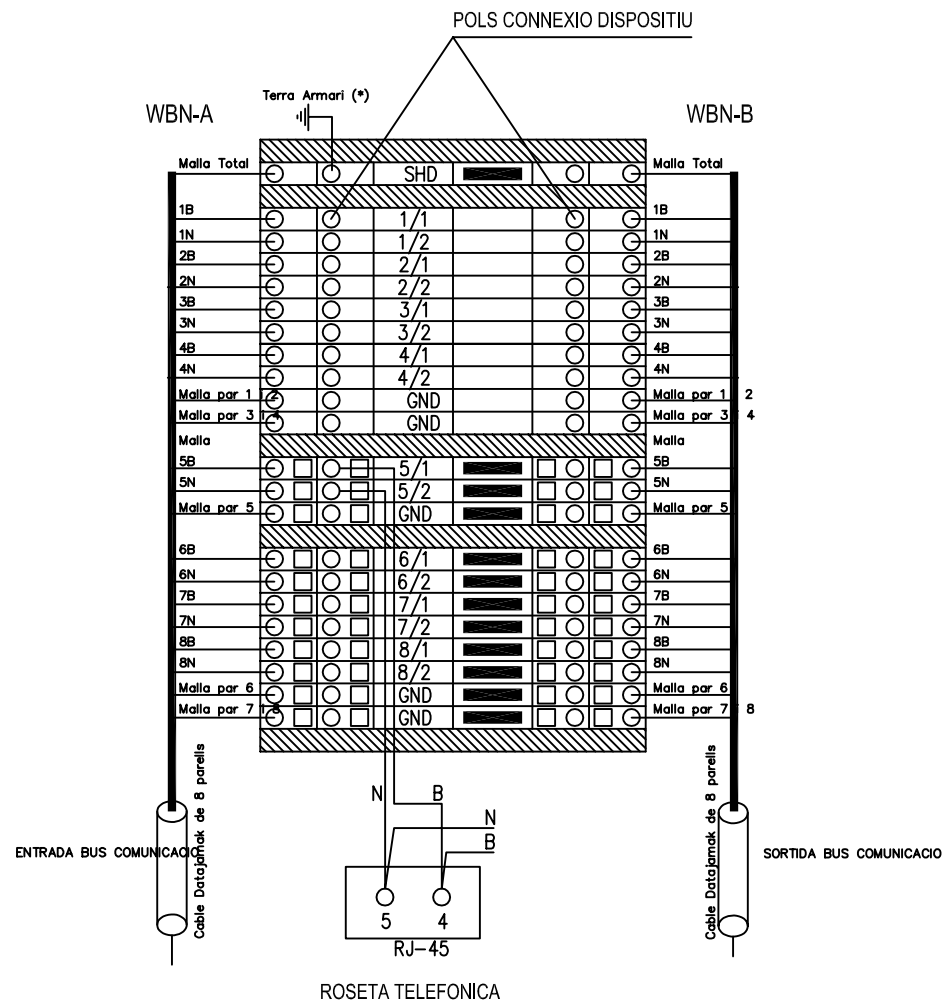 POLS CONNEXIO DISPOSITIU
Terra Armari (*)
WBN-A
WBN-B
Malla Total SHD Malla Total
1B 1/1 1B
1N 1/2 1N
2B 2/1 2B
2N 2/2 2N
3B 3/1 3B
3N 3/2 3N
4B 4/1 4B
4N 4/2 4N
Malla par 1 i 2 GND Malla par 1 i 2
Malla par 3 i 4 GND Malla par 3 i 4
Malla Malla
5B 5/1 5B
5N 5/2 5N
Malla par 5 GND Malla par 5
6B 6/1 6B
6N 6/2 6N
7B 7/1 7B
7N 7/2 7N
8B 8/1 8B
8N 8/2 8N
Malla par 6 GND Malla par 6
Malla par 7 i 8 GND Malla par 7 i 8
Cable Datajamak de 8 parells
Cable Datajamak de 8 parells
N B
N
B
ENTRADA BUS COMUNICACIO
SORTIDA BUS COMUNICACIO
5 4
RJ-45
ROSETA TELEFONICA